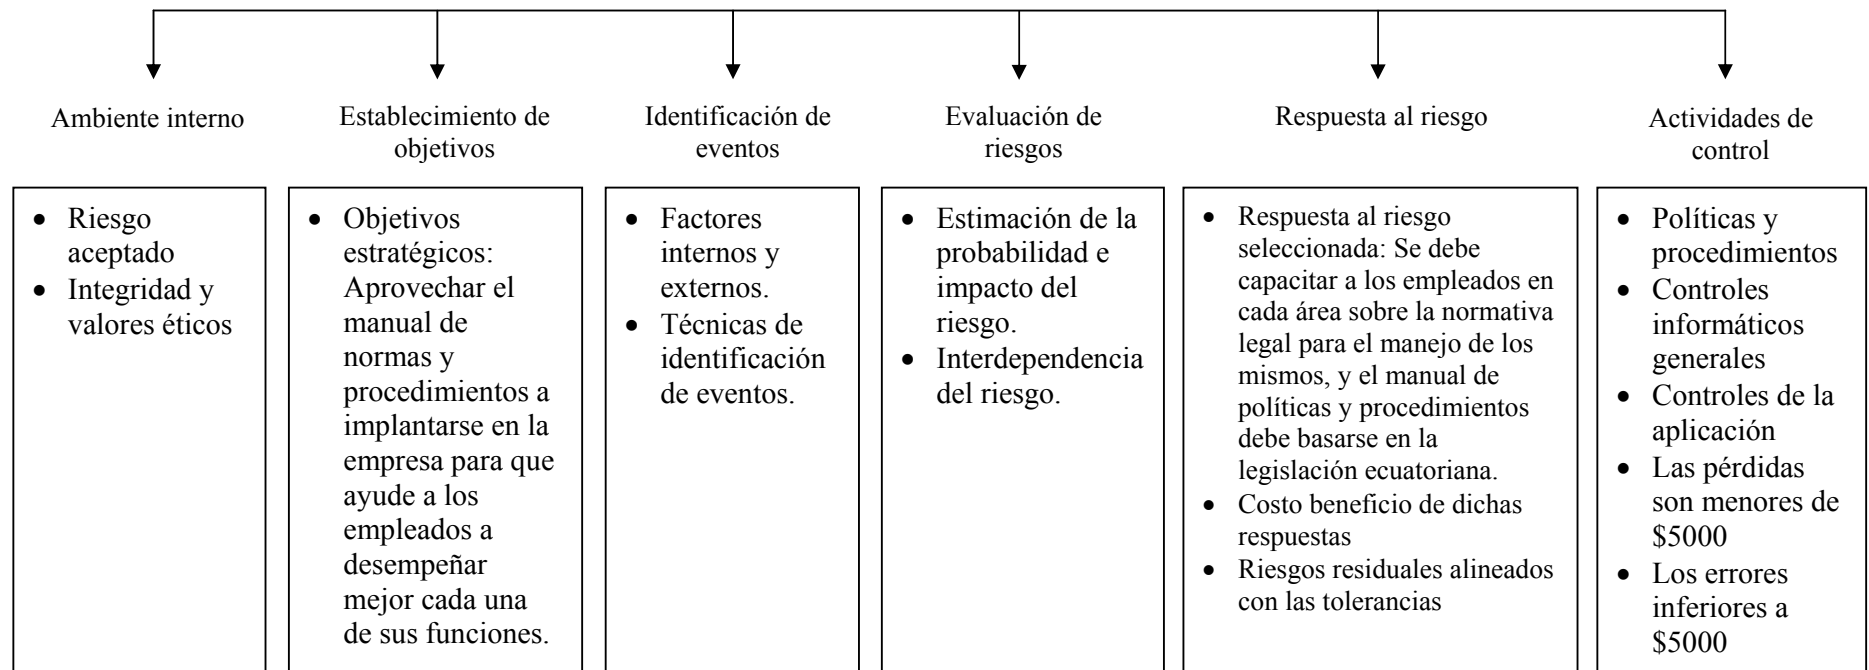 Ambiente interno
Establecimiento de
objetivos
Identificación de
eventos
Evaluación de
riesgos
Respuesta al riesgo
Actividades de
control
• Riesgo
aceptado
• Integridad y
valores éticos
• Objetivos
estratégicos:
Aprovechar el
manual de
normas y
procedimientos a
implantarse en la
empresa para que
ayude a los
empleados a
desempeñar
mejor cada una
de sus funciones.
• Factores
internos y
externos.
• Técnicas de
identificación
de eventos.
• Estimación de la
probabilidad e
impacto del
riesgo.
• Interdependencia
del riesgo.
• Respuesta al riesgo
seleccionada: Se debe
capacitar a los empleados en
cada área sobre la normativa
legal para el manejo de los
mismos, y el manual de
políticas y procedimientos
debe basarse en la
legislación ecuatoriana.
• Costo beneficio de dichas
respuestas
• Riesgos residuales alineados
con las tolerancias
• Políticas y
procedimientos
• Controles
informáticos
generales
• Controles de la
aplicación
• Las pérdidas
son menores de
$5000
• Los errores
inferiores a
$5000